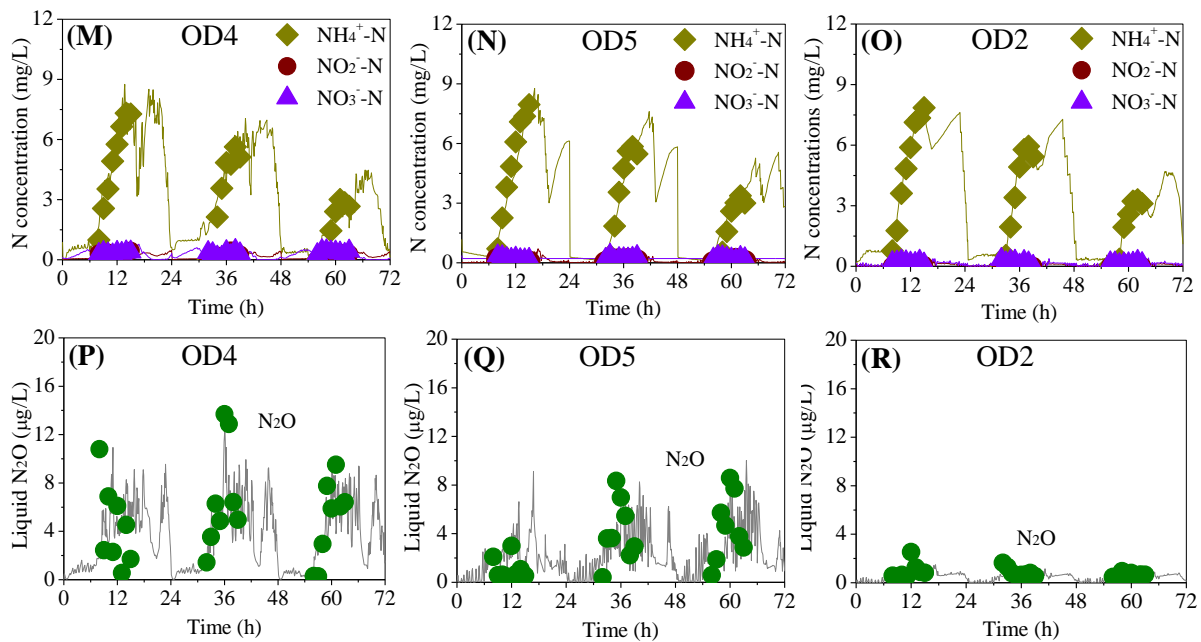 (M) OD4
NH₄⁺-N
NO₂⁻-N
NO₃⁻-N
N concentration (mg/L)
12
9
6
3
0
0 12 24 36 48 60 72
Time (h)
(N) OD5
NH₄⁺-N
NO₂⁻-N
NO₃⁻-N
N concentration (mg/L)
12
9
6
3
0
0 12 24 36 48 60 72
Time (h)
(O) OD2
NH₄⁺-N
NO₂⁻-N
NO₃⁻-N
N concentrations (mg/L)
12
9
6
3
0
0 12 24 36 48 60 72
Time (h)
(P) OD4
N₂O
Liquid N₂O (µg/L)
20
16
12
8
4
0
0 12 24 36 48 60 72
Time (h)
(Q) OD5
N₂O
Liquid N₂O (µg/L)
20
16
12
8
4
0
0 12 24 36 48 60 72
Time (h)
(R) OD2
N₂O
Liquid N₂O (µg/L)
20
16
12
8
4
0
0 12 24 36 48 60 72
Time (h)